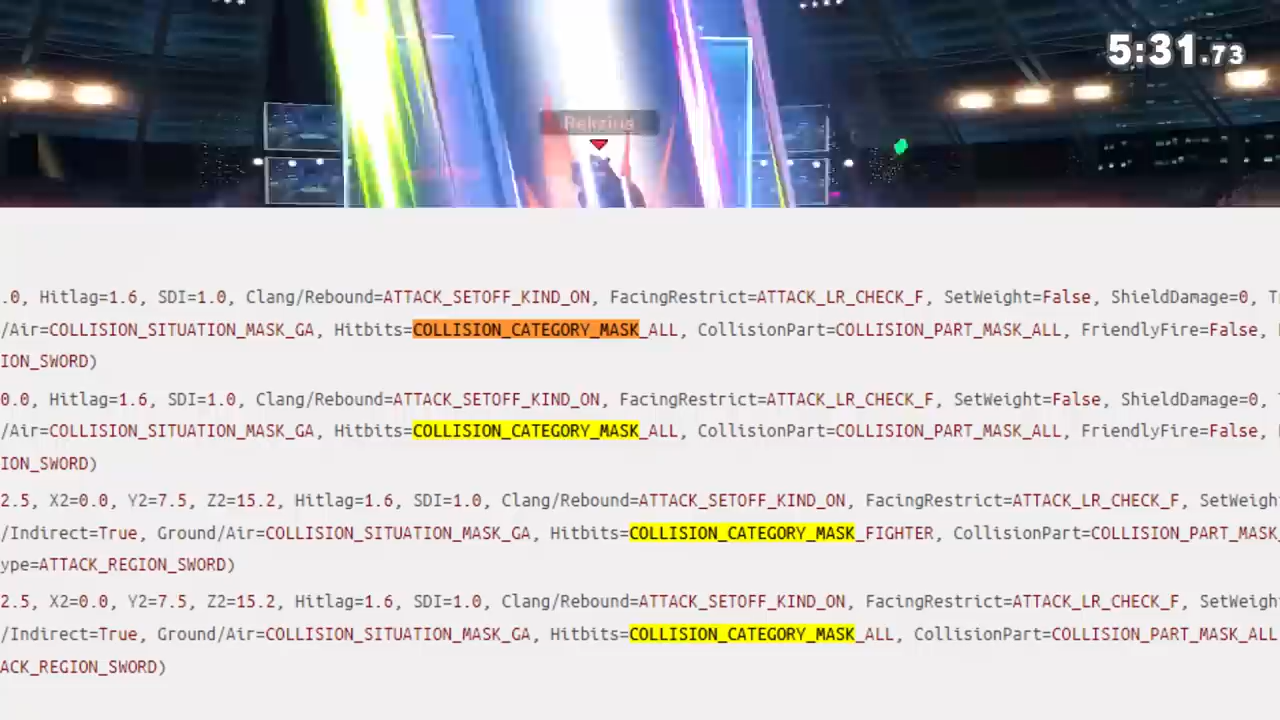 5:31.73
Rekzius
.0, Hitlag=1.6, SDI=1.0, Clang/Rebound=ATTACK_SETOFF_KIND_ON, FacingRestrict=ATTACK_LR_CHECK_F, SetWeight=False, ShieldDamage=0, T
/Air=COLLISION_SITUATION_MASK_GA, Hitbits=COLLISION_CATEGORY_MASK_ALL, CollisionPart=COLLISION_PART_MASK_ALL, FriendlyFire=False,
ION_SWORD)
0.0, Hitlag=1.6, SDI=1.0, Clang/Rebound=ATTACK_SETOFF_KIND_ON, FacingRestrict=ATTACK_LR_CHECK_F, SetWeight=False, ShieldDamage=0,
/Air=COLLISION_SITUATION_MASK_GA, Hitbits=COLLISION_CATEGORY_MASK_ALL, CollisionPart=COLLISION_PART_MASK_ALL, FriendlyFire=False,
ION_SWORD)
2.5, X2=0.0, Y2=7.5, Z2=15.2, Hitlag=1.6, SDI=1.0, Clang/Rebound=ATTACK_SETOFF_KIND_ON, FacingRestrict=ATTACK_LR_CHECK_F, SetWeigh
/Indirect=True, Ground/Air=COLLISION_SITUATION_MASK_GA, Hitbits=COLLISION_CATEGORY_MASK_FIGHTER, CollisionPart=COLLISION_PART_MASK_
ype=ATTACK_REGION_SWORD)
2.5, X2=0.0, Y2=7.5, Z2=15.2, Hitlag=1.6, SDI=1.0, Clang/Rebound=ATTACK_SETOFF_KIND_ON, FacingRestrict=ATTACK_LR_CHECK_F, SetWeigh
/Indirect=True, Ground/Air=COLLISION_SITUATION_MASK_GA, Hitbits=COLLISION_CATEGORY_MASK_ALL, CollisionPart=COLLISION_PART_MASK_ALL
ACK_REGION_SWORD)